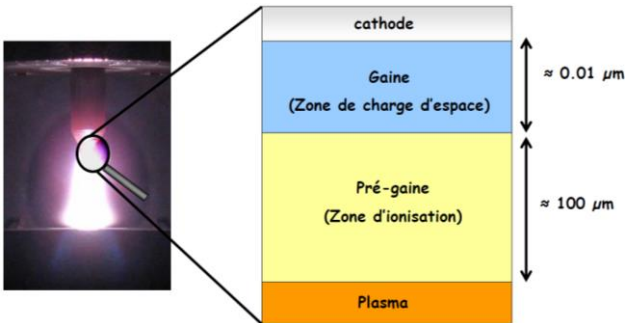 cathode
Gaine
(Zone de charge d'espace)
≈ 0.01 µm
Pré-gaine
(Zone d'ionisation)
≈ 100 µm
Plasma